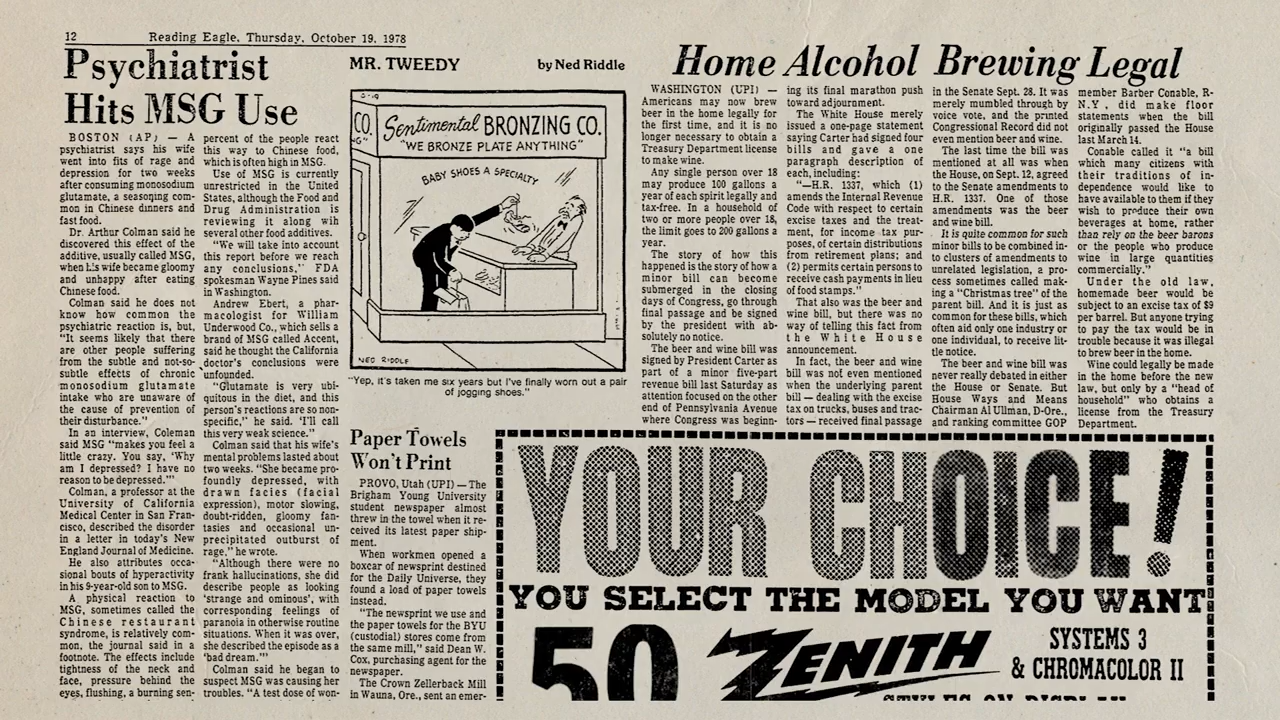 12 Reading Eagle, Thursday, October 19, 1978
Psychiatrist
Hits MSG Use
BOSTON (AP) — A
psychiatrist says his wife
went into fits of rage and
depression for two weeks
after consuming monosodium
glutamate, a seasoning com-
mon in Chinese dinners and
fast food.
Dr. Arthur Colman said he
discovered this effect of the
additive, usually called MSG,
when his wife became gloomy
and unhappy after eating
Chinese food.
Colman said he does not
know how common the
psychiatric reaction is, but,
"It seems likely that there
are other people suffering
from the subtle and not-so-
subtle effects of chronic
monosodium glutamate
intake who are unaware of
the cause of prevention of
their disturbance."
In an interview, Coleman
said MSG "makes you feel a
little crazy. You say, 'Why
am I depressed? I have no
reason to be depressed.'"
Colman, a professor at the
University of California
Medical Center in San Fran-
cisco, described the disorder
in a letter in today's New
England Journal of Medicine.
He also attributes occa-
sional bouts of hyperactivity
in his 9-year-old son to MSG.
A physical reaction to
MSG, sometimes called the
Chinese restaurant
syndrome, is relatively com-
mon, the journal said in a
footnote. The effects include
tightness of the neck and
face, pressure behind the
eyes, flushing, a burning sen-
percent of the people react
this way to Chinese food,
which is often high in MSG.
Use of MSG is currently
unrestricted in the United
States, although the Food and
Drug Administration is
reviewing it along wih
several other food additives.
"We will take into account
this report before we reach
any conclusions," FDA
spokesman Wayne Pines said
in Washington.
Andrew Ebert, a phar-
macologist for William
Underwood Co., which sells a
brand of MSG called Accent,
said he thought the California
doctor's conclusions were
unfounded.
"Glutamate is very ubi-
quitous in the diet, and this
person's reactions are so non-
specific," he said. "I'll call
this very weak science."
Colman said that his wife's
mental problems lasted about
two weeks. "She became pro-
foundly depressed, with
drawn facies (facial
expression), motor slowing,
doubt-ridden, gloomy fan-
tasies and occasional un-
precipitated outburst of
rage," he wrote.
"Although there were no
frank hallucinations, she did
describe people as looking
'strange and ominous', with
corresponding feelings of
paranoia in otherwise routine
situations. When it was over,
she described the episode as a
'bad dream.'"
Colman said he began to
suspect MSG was causing her
troubles. "A test dose of won-
MR. TWEEDY by Ned Riddle
CO.
Sentimental BRONZING CO.
"WE BRONZE PLATE ANYTHING"
BABY SHOES A SPECIALTY
NED RIDDLE
"Yep, it's taken me six years but I've finally worn out a pair
of jogging shoes."
Paper Towels
Won't Print
PROVO, Utah (UPI) — The
Brigham Young University
student newspaper almost
threw in the towel when it re-
ceived its latest paper ship-
ment.
When workmen opened a
boxcar of newsprint destined
for the Daily Universe, they
found a load of paper towels
instead.
"The newsprint we use and
the paper towels for the BYU
(custodial) stores come from
the same mill," said Dean W.
Cox, purchasing agent for the
newspaper.
The Crown Zellerback Mill
in Wauna, Ore., sent an emer-
Home Alcohol Brewing Legal
WASHINGTON (UPI) —
Americans may now brew
beer in the home legally for
the first time, and it is no
longer necessary to obtain a
Treasury Department license
to make wine.
Any single person over 18
may produce 100 gallons a
year of each spirit legally and
tax-free. In a household of
two or more people over 18,
the limit goes to 200 gallons a
year.
The story of how this
happened is the story of how a
minor bill can become
submerged in the closing
days of Congress, go through
final passage and be signed
by the president with ab-
solutely no notice.
The beer and wine bill was
signed by President Carter as
part of a minor five-part
revenue bill last Saturday as
attention focused on the other
end of Pennsylvania Avenue
where Congress was beginn-
ing its final marathon push
toward adjournment.
The White House merely
issued a one-page statement
saying Carter had signed four
bills and gave a one
paragraph description of
each, including:
"—H.R. 1337, which (1)
amends the Internal Revenue
Code with respect to certain
excise taxes and the treat-
ment, for income tax pur-
poses, of certain distributions
from retirement plans; and
(2) permits certain persons to
receive cash payments in lieu
of food stamps."
That also was the beer and
wine bill, but there was no
way of telling this fact from
the White House
announcement.
In fact, the beer and wine
bill was not even mentioned
when the underlying parent
bill — dealing with the excise
tax on trucks, buses and trac-
tors — received final passage
in the Senate Sept. 28. It was
merely mumbled through by
voice vote, and the printed
Congressional Record did not
even mention beer and wine.
The last time the bill was
mentioned at all was when
the House, on Sept. 12, agreed
to the Senate amendments to
H.R. 1337. One of those
amendments was the beer
and wine bill.
It is quite common for such
minor bills to be combined in-
to clusters of amendments to
unrelated legislation, a pro-
cess sometimes called mak-
ing a "Christmas tree" of the
parent bill. And it is just as
common for these bills, which
often aid only one industry or
one individual, to receive lit-
tle notice.
The beer and wine bill was
never really debated in either
the House or Senate. But
House Ways and Means
Chairman Al Ullman, D-Ore.,
and ranking committee GOP
member Barber Conable, R-
N.Y., did make floor
statements when the bill
originally passed the House
last March 14.
Conable called it "a bill
which many citizens with
their traditions of in-
dependence would like to
have available to them if they
wish to produce their own
beverages at home, rather
than rely on the beer barons
or the people who produce
wine in large quantities
commercially."
Under the old law,
homemade beer would be
subject to an excise tax of $9
per barrel. But anyone trying
to pay the tax would be in
trouble because it was illegal
to brew beer in the home.
Wine could legally be made
in the home before the new
law, but only by a "head of
household" who obtains a
license from the Treasury
Department.
YOUR CHOICE!
YOU SELECT THE MODEL YOU WANT
50 ZENITH SYSTEMS 3
& CHROMACOLOR II
STYLES ON DISPLAY